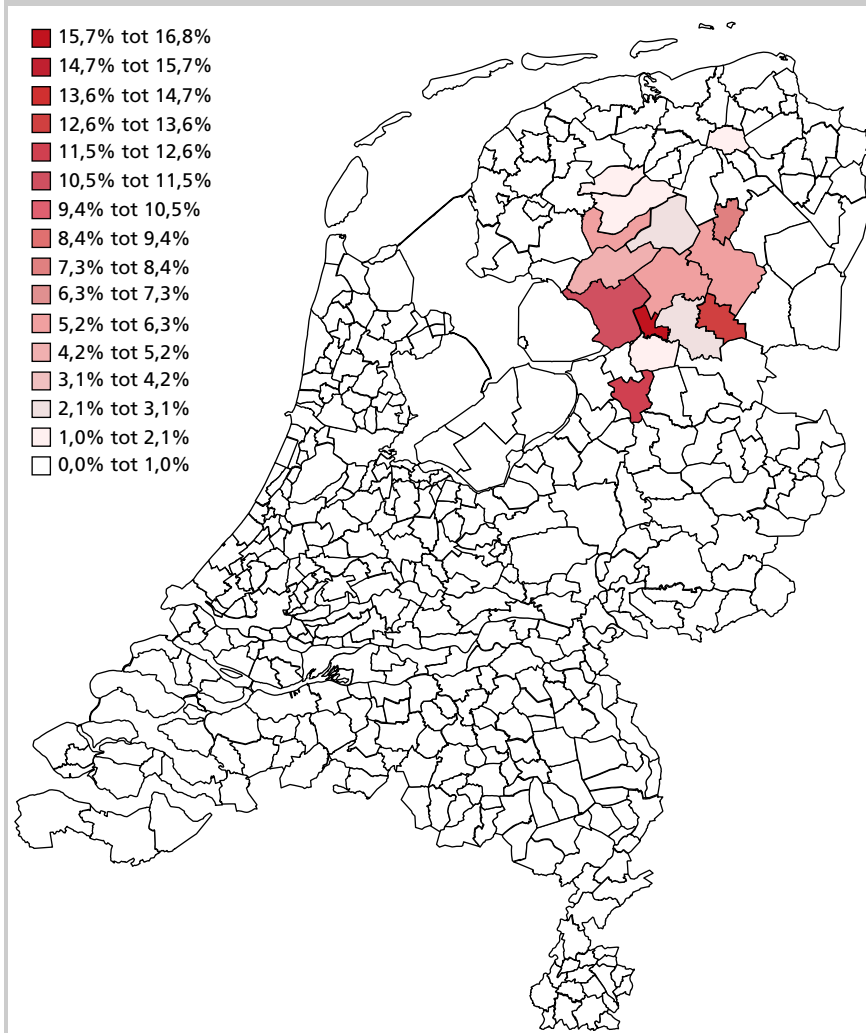 15,7% tot 16,8%
14,7% tot 15,7%
13,6% tot 14,7%
12,6% tot 13,6%
11,5% tot 12,6%
10,5% tot 11,5%
9,4% tot 10,5%
8,4% tot 9,4%
7,3% tot 8,4%
6,3% tot 7,3%
5,2% tot 6,3%
4,2% tot 5,2%
3,1% tot 4,2%
2,1% tot 3,1%
1,0% tot 2,1%
0,0% tot 1,0%